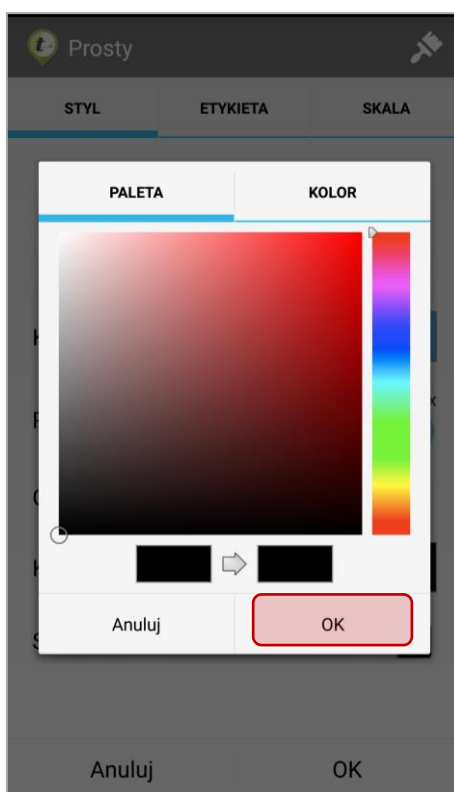 Prosty
STYL ETYKIETA SKALA
PALETA KOLOR
Anuluj OK
Anuluj OK